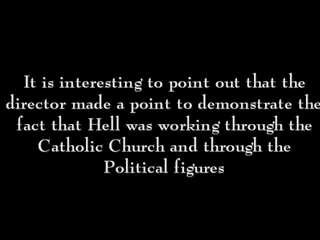 It is interesting to point out that the
director made a point to demonstrate the
fact that Hell was working through the
Catholic Church and through the
Political figures